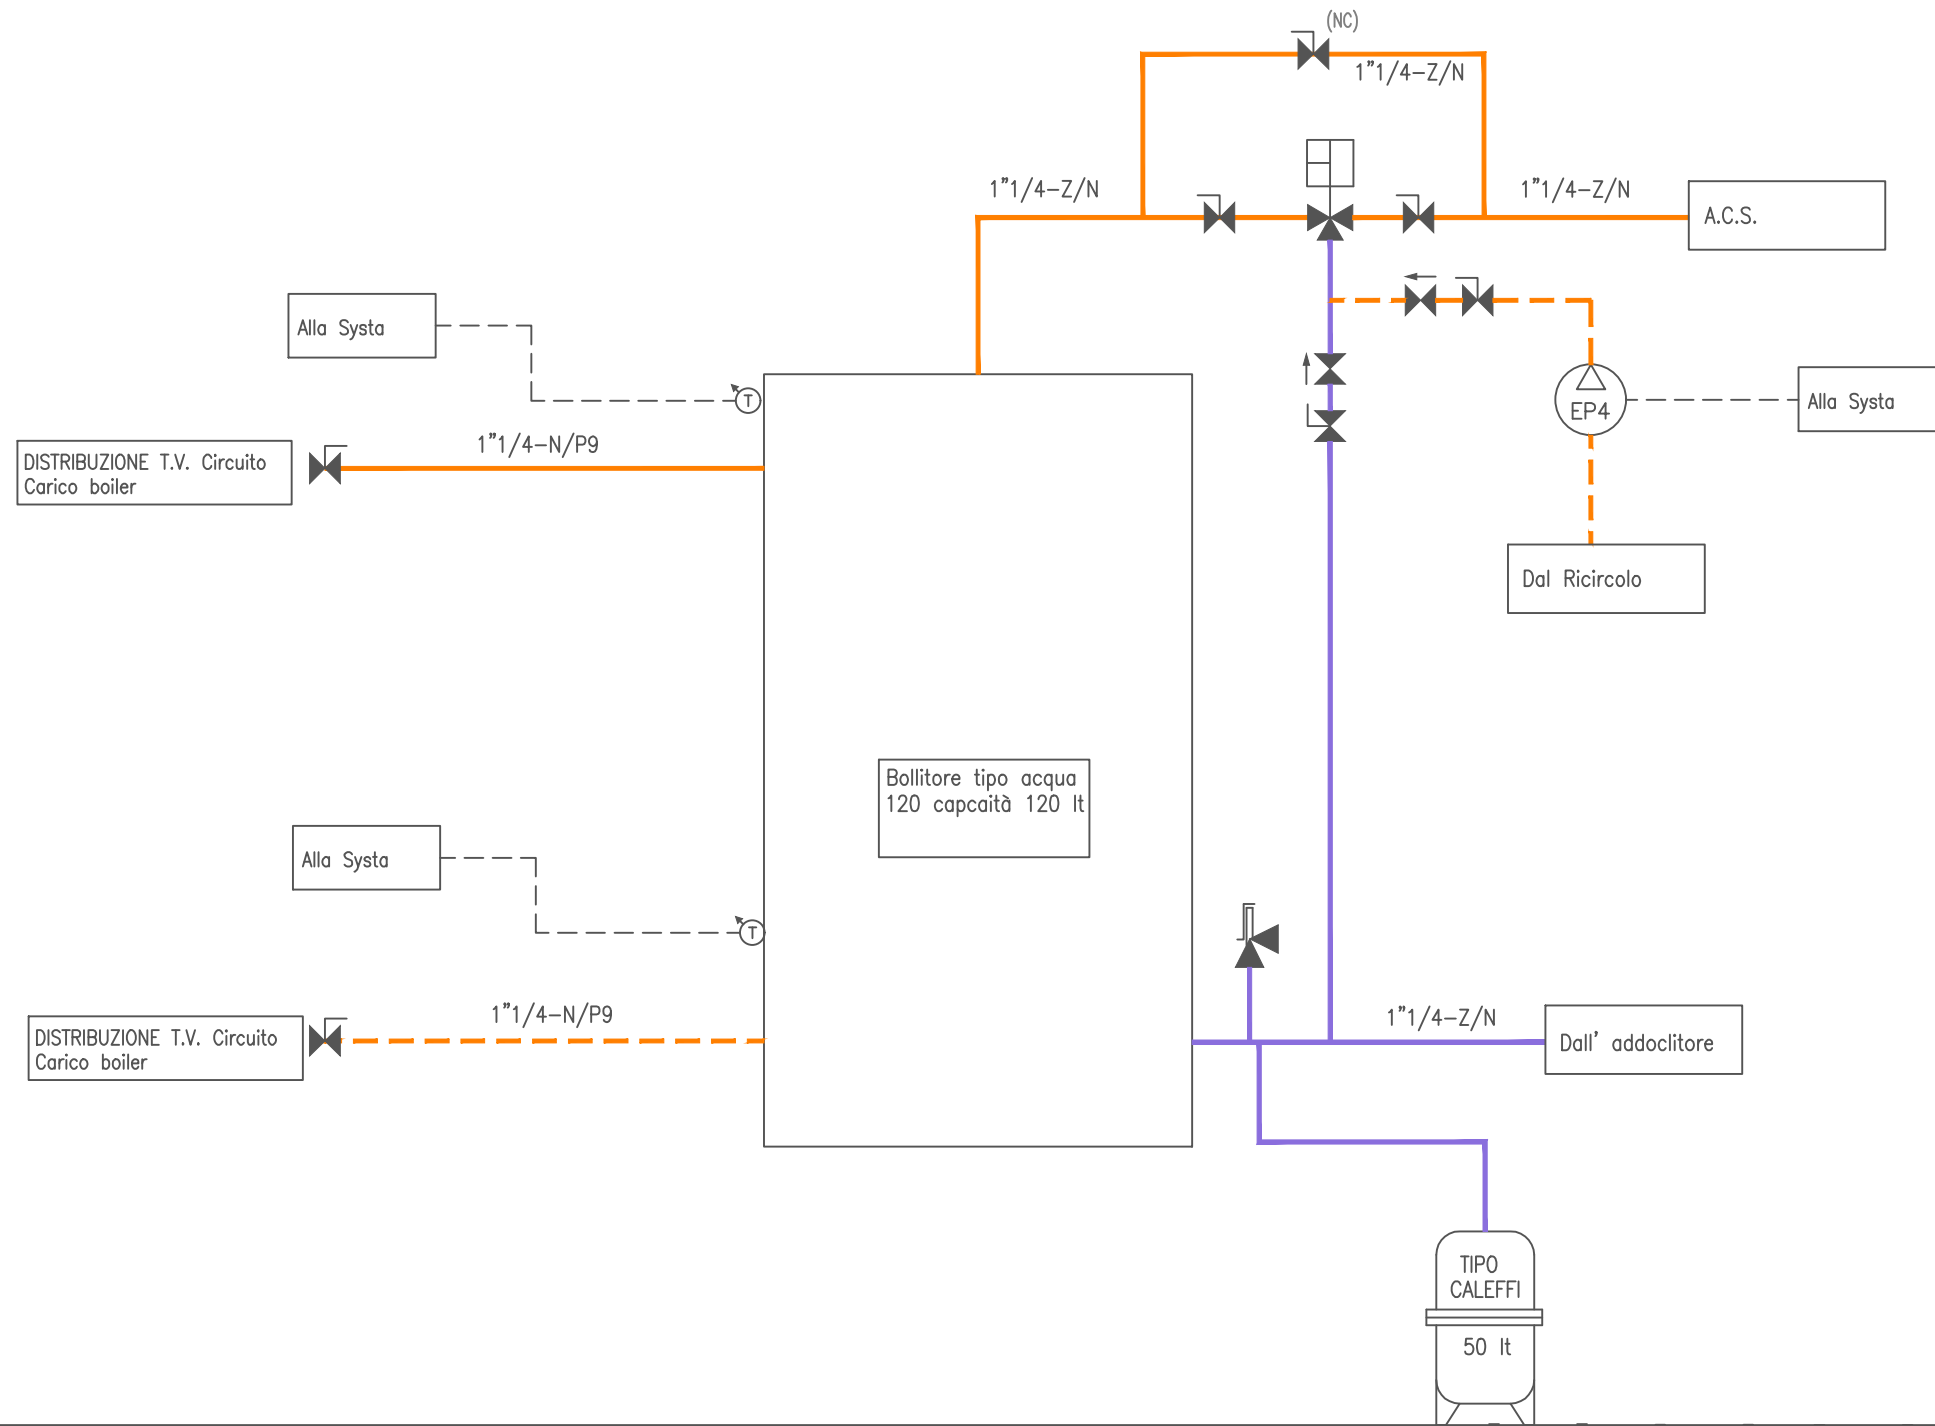 (NC)
1"1/4-Z/N
1"1/4-Z/N
1"1/4-Z/N
A.C.S.
Alla Systa
T
Alla Systa
EP4
1"1/4-N/P9
DISTRIBUZIONE T.V. Circuito
Carico boiler
Dal Ricircolo
Bollitore tipo acqua
120 capcaità 120 lt
Alla Systa
T
1"1/4-N/P9
DISTRIBUZIONE T.V. Circuito
Carico boiler
1"1/4-Z/N
Dall' addoclitore
TIPO
CALEFFI
50 lt